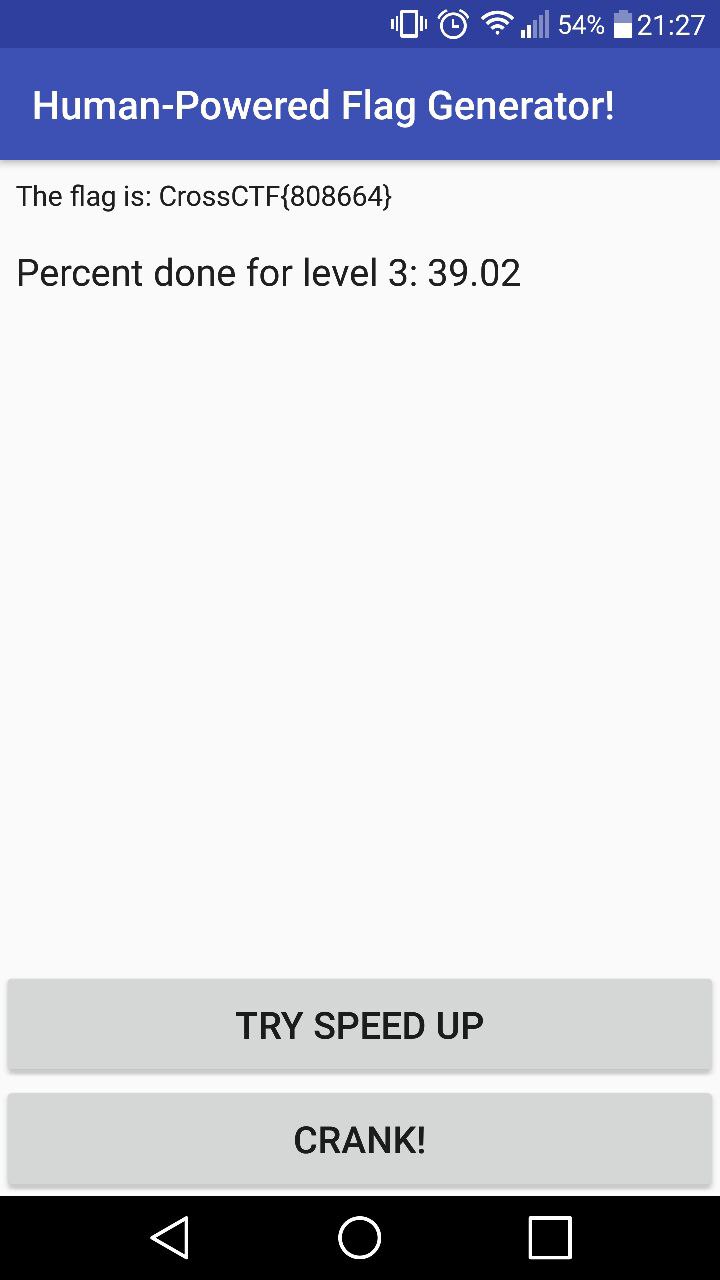 54% 21:27
Human-Powered Flag Generator!
The flag is: CrossCTF{808664}
Percent done for level 3: 39.02
TRY SPEED UP
CRANK!